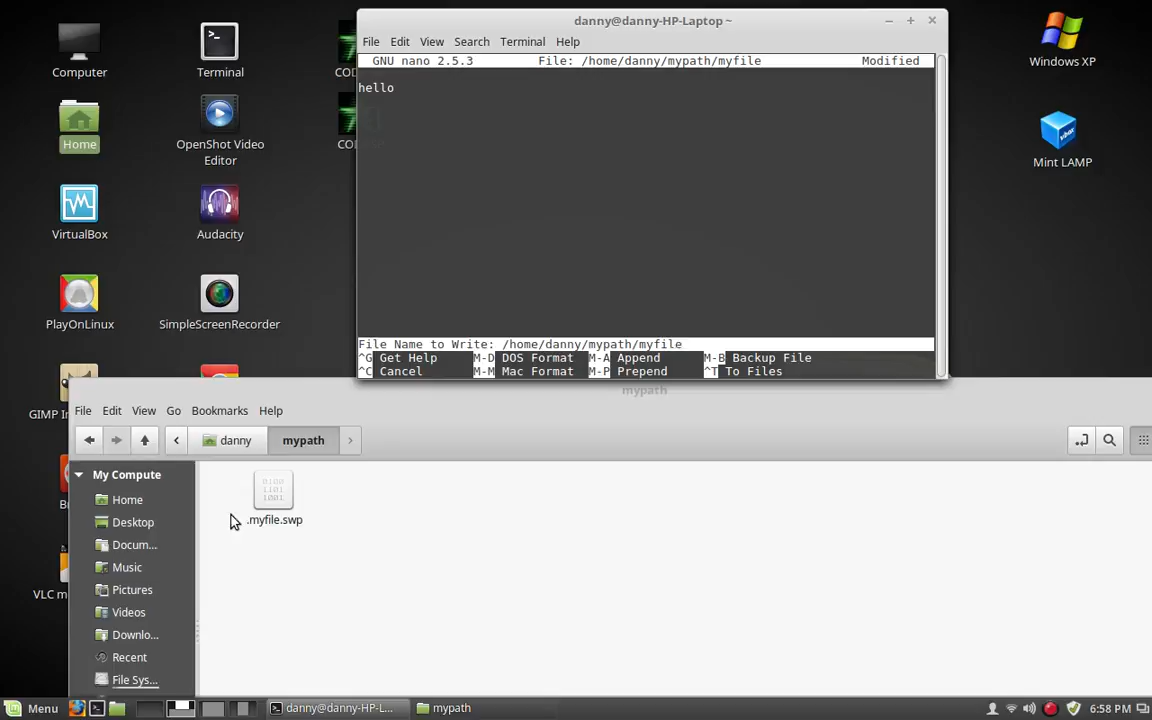 danny@danny-HP-Laptop ~
File Edit View Search Terminal Help
GNU nano 2.5.3 File: /home/danny/mypath/myfile Modified
hello
File Name to Write: /home/danny/mypath/myfile
^G Get Help M-D DOS Format M-A Append M-B Backup File
^C Cancel M-M Mac Format M-P Prepend ^T To Files
Computer
Terminal
Home
OpenShot Video
Editor
VirtualBox
Audacity
PlayOnLinux
SimpleScreenRecorder
Windows XP
vbox
Mint LAMP
mypath
File Edit View Go Bookmarks Help
danny mypath
My Compute
Home
Desktop
Docum...
Music
Pictures
Videos
Downlo...
Recent
File Sys...
.myfile.swp
Menu danny@danny-HP-L... mypath 6:58 PM